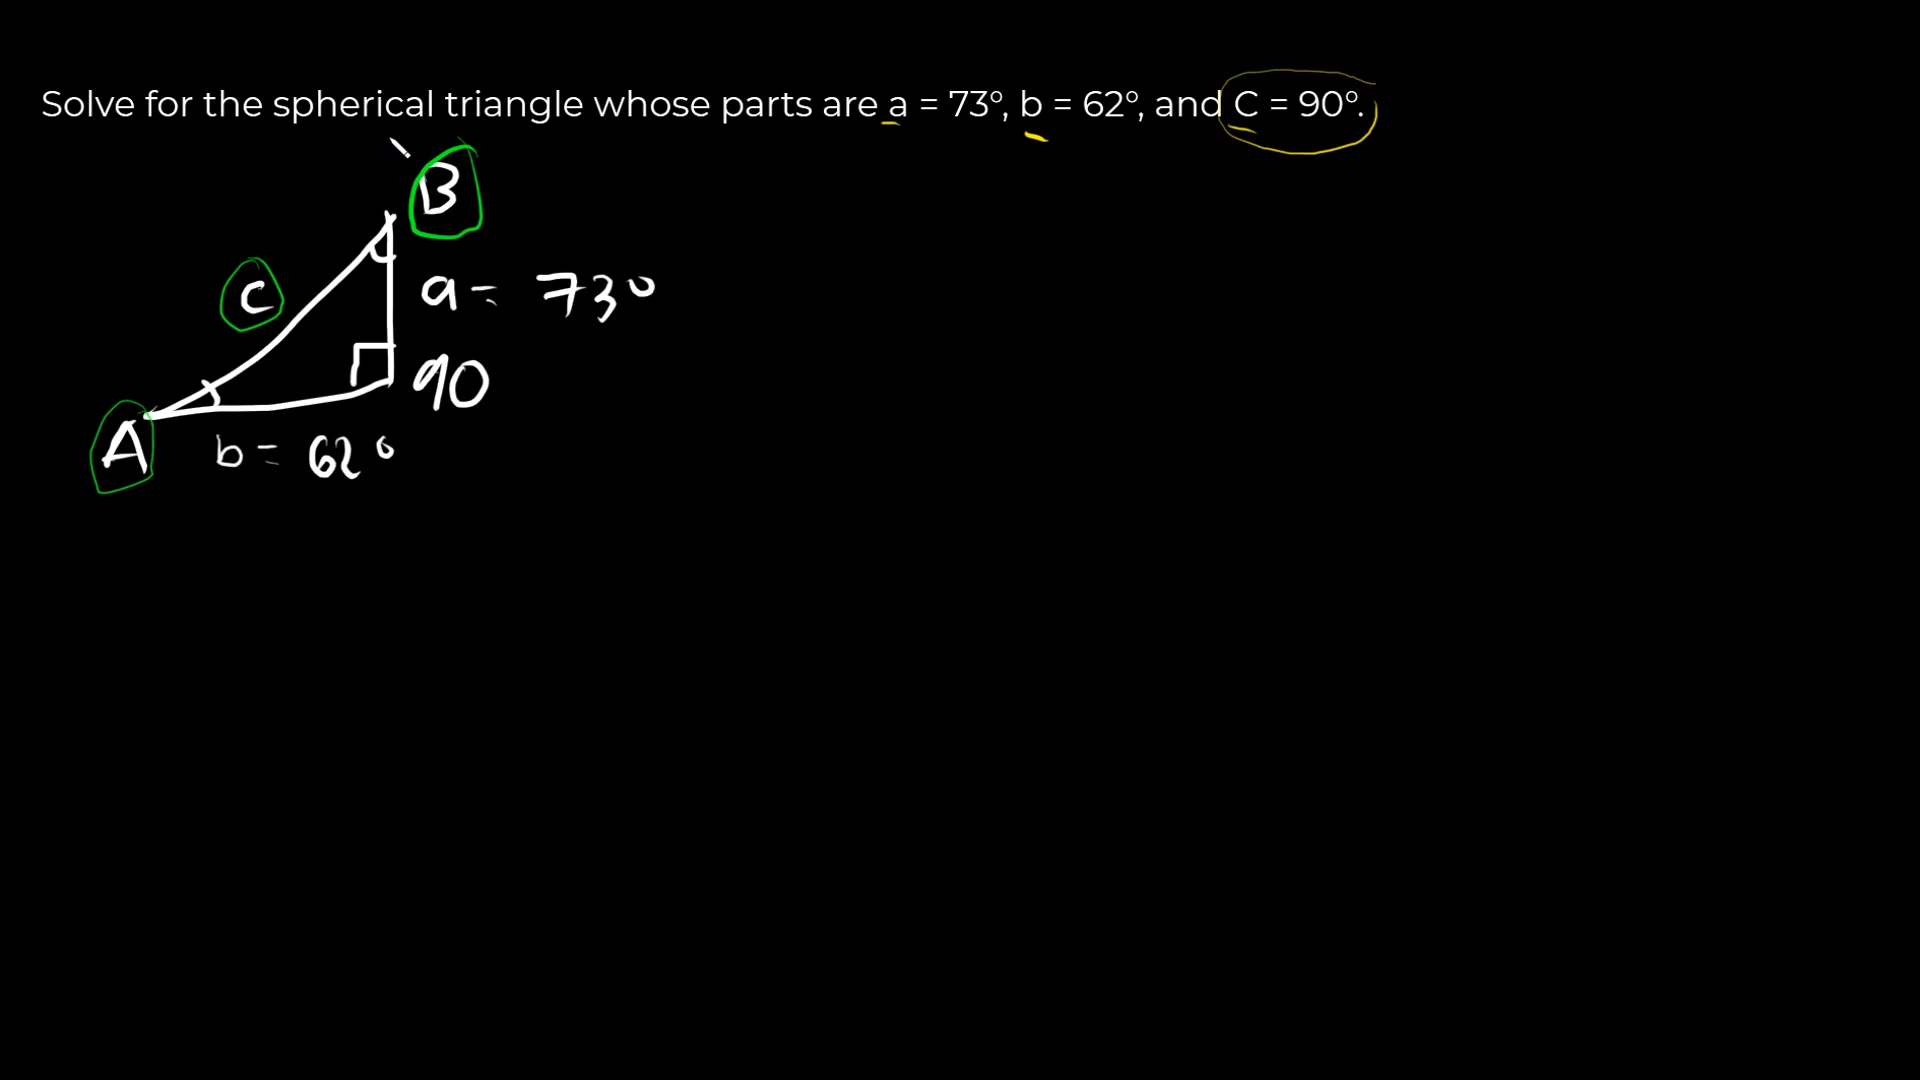 Solve for the spherical triangle whose parts are a = 73°, b = 62°, and C = 90°.
B
c
a = 73°
90
A
b = 62°